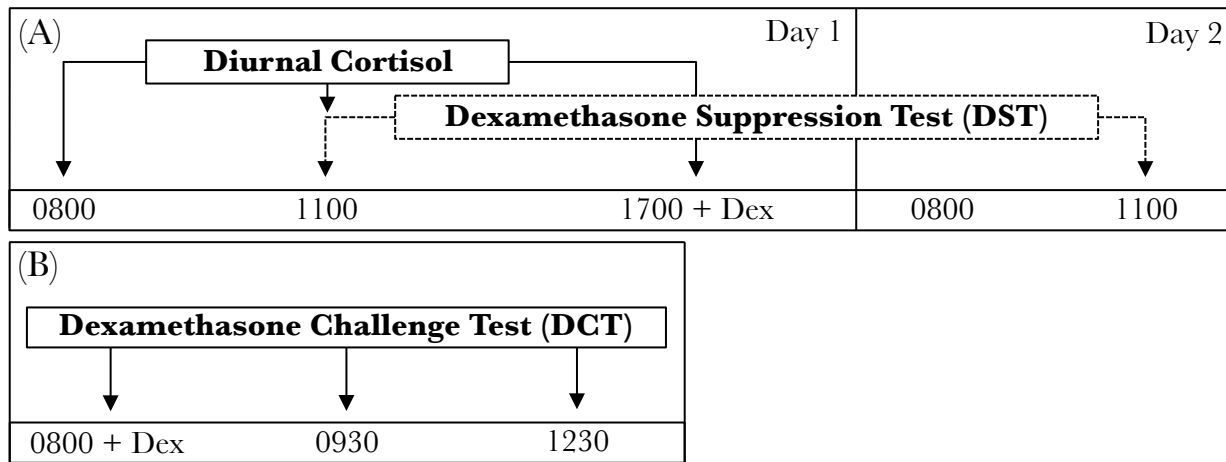 (A)
Day 1
Day 2
Diurnal Cortisol
Dexamethasone Suppression Test (DST)
0800
1100
1700 + Dex
0800
1100
(B)
Dexamethasone Challenge Test (DCT)
0800 + Dex
0930
1230